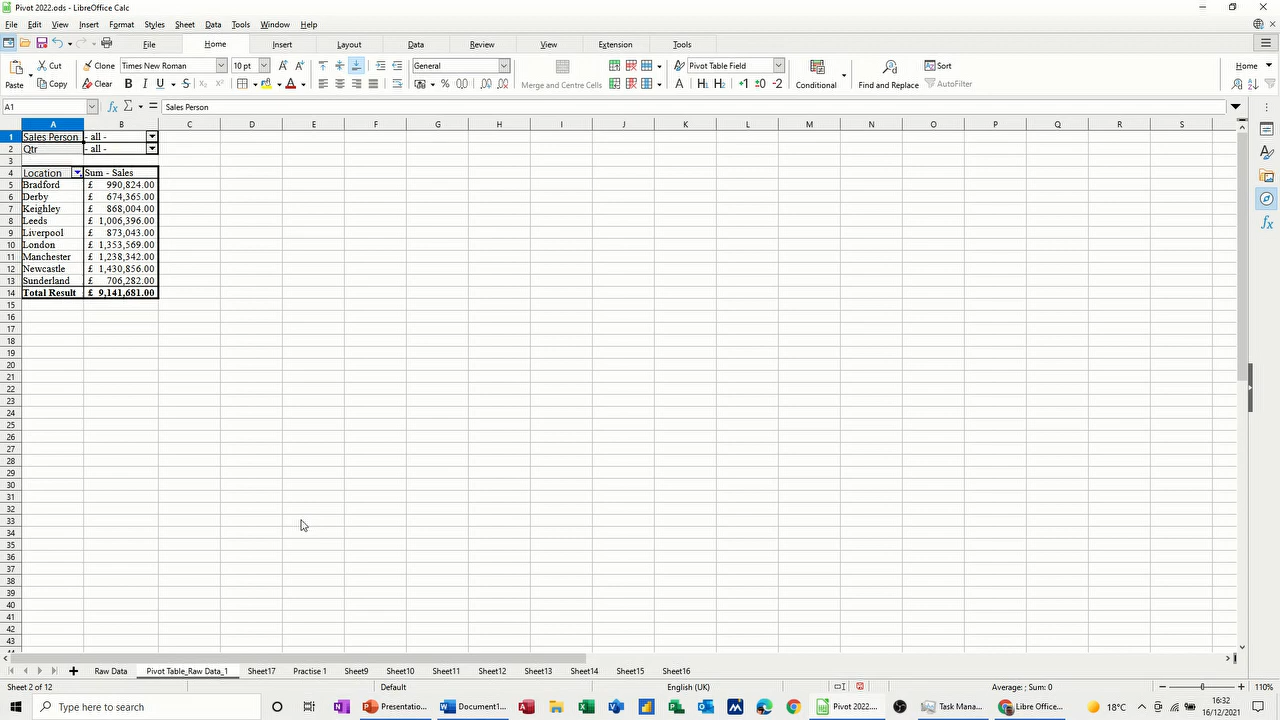 Pivot 2022.ods - LibreOffice Calc
File Edit View Insert Format Styles Sheet Data Tools Window Help
File Home Insert Layout Data Review View Extension Tools
Cut Clone Times New Roman 10 pt General Pivot Table Field Sort Home
Paste Copy Clear B I U S Merge and Centre Cells A H1 H2 Conditional Find and Replace AutoFilter
A1 Sales Person
A B C D E F G H I J K L M N O P Q R S
1 Sales Person - all -
2 Qtr - all -
3
4 Location Sum - Sales
5 Bradford £ 990,824.00
6 Derby £ 674,365.00
7 Keighley £ 868,004.00
8 Leeds £ 1,006,396.00
9 Liverpool £ 873,043.00
10 London £ 1,353,569.00
11 Manchester £ 1,238,342.00
12 Newcastle £ 1,430,856.00
13 Sunderland £ 706,282.00
14 Total Result £ 9,141,681.00
15
16
17
18
19
20
21
22
23
24
25
26
27
28
29
30
31
32
33
34
35
36
37
38
39
40
41
42
43
Raw Data Pivot Table_Raw Data_1 Sheet17 Practise 1 Sheet9 Sheet10 Sheet11 Sheet12 Sheet13 Sheet14 Sheet15 Sheet16
Sheet 2 of 12 Default English (UK) Average: ; Sum: 0 110%
Type here to search Presentatio... Document1... Pivot 2022.... Task Mana... Libre Office... 18°C 16:32
16/12/2021